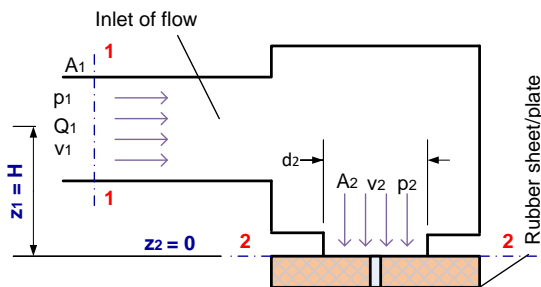 Inlet of flow
1
A1
p1
Q1
v1
z1 = H
1
d2
A2 v2 p2
z2 = 0
2
2
Rubber sheet/plate